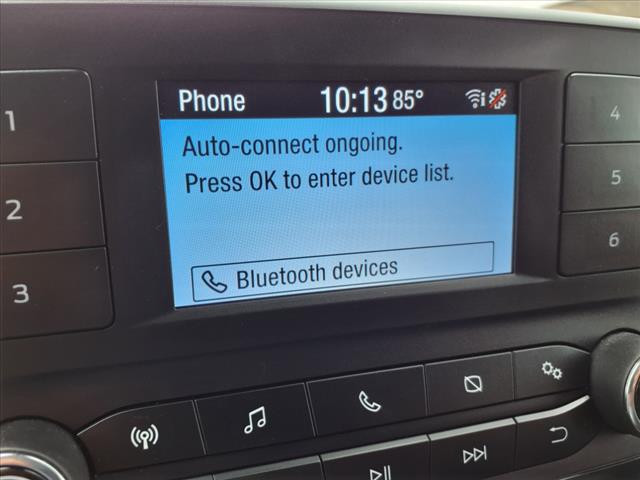 Phone 10:13 85°
Auto-connect ongoing.
Press OK to enter device list.
Bluetooth devices
1
2
3
4
5
6